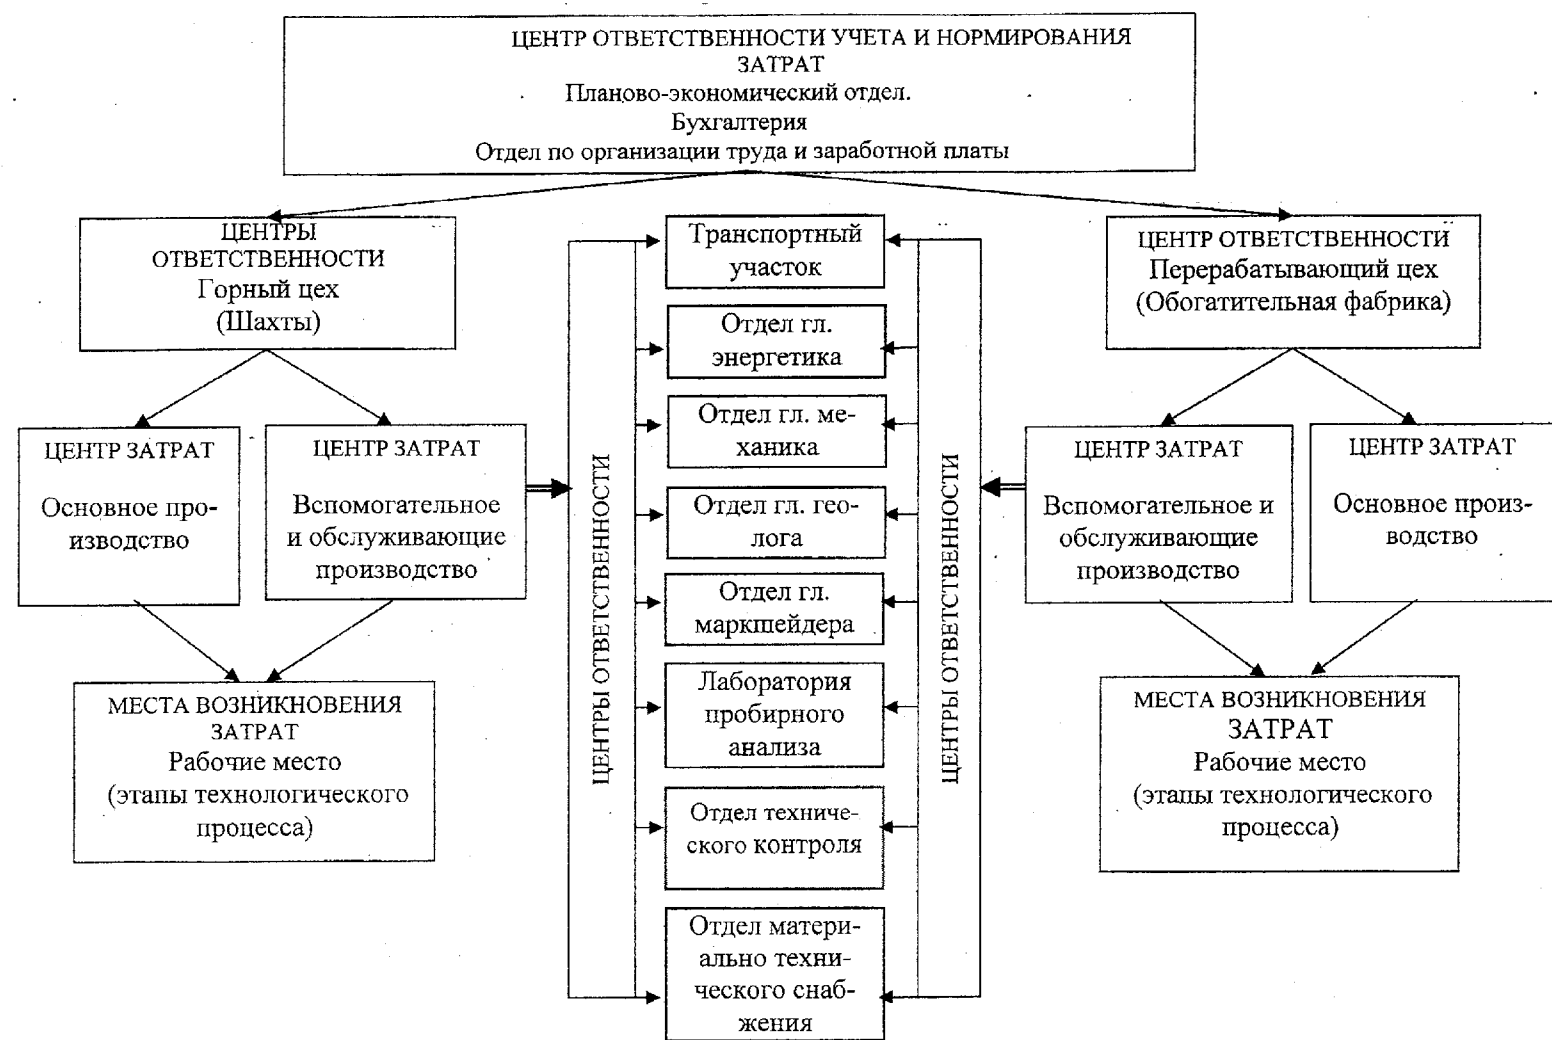 ЦЕНТР ОТВЕТСТВЕННОСТИ УЧЕТА И НОРМИРОВАНИЯ
ЗАТРАТ
Планово-экономический отдел.
Бухгалтерия
Отдел по организации труда и заработной платы
ЦЕНТРЫ
ОТВЕТСТВЕННОСТИ
Горный цех
(Шахты)
ЦЕНТР ЗАТРАТ
Основное про-
изводство
ЦЕНТР ЗАТРАТ
Вспомогательное
и обслуживающие
производство
МЕСТА ВОЗНИКНОВЕНИЯ
ЗАТРАТ
Рабочие место
(этапы технологического
процесса)
ЦЕНТРЫ ОТВЕТСТВЕННОСТИ
Транспортный
участок
Отдел гл.
энергетика
Отдел гл. ме-
ханика
Отдел гл. гео-
лога
Отдел гл.
маркшейдера
Лаборатория
пробирного
анализа
Отдел техниче-
ского контроля
Отдел матери-
ально техни-
ческого снаб-
жения
ЦЕНТРЫ ОТВЕТСТВЕННОСТИ
ЦЕНТР ОТВЕТСТВЕННОСТИ
Перерабатывающий цех
(Обогатительная фабрика)
ЦЕНТР ЗАТРАТ
Вспомогательное и
обслуживающие
производство
ЦЕНТР ЗАТРАТ
Основное произ-
водство
МЕСТА ВОЗНИКНОВЕНИЯ
ЗАТРАТ
Рабочие место
(этапы технологического
процесса)